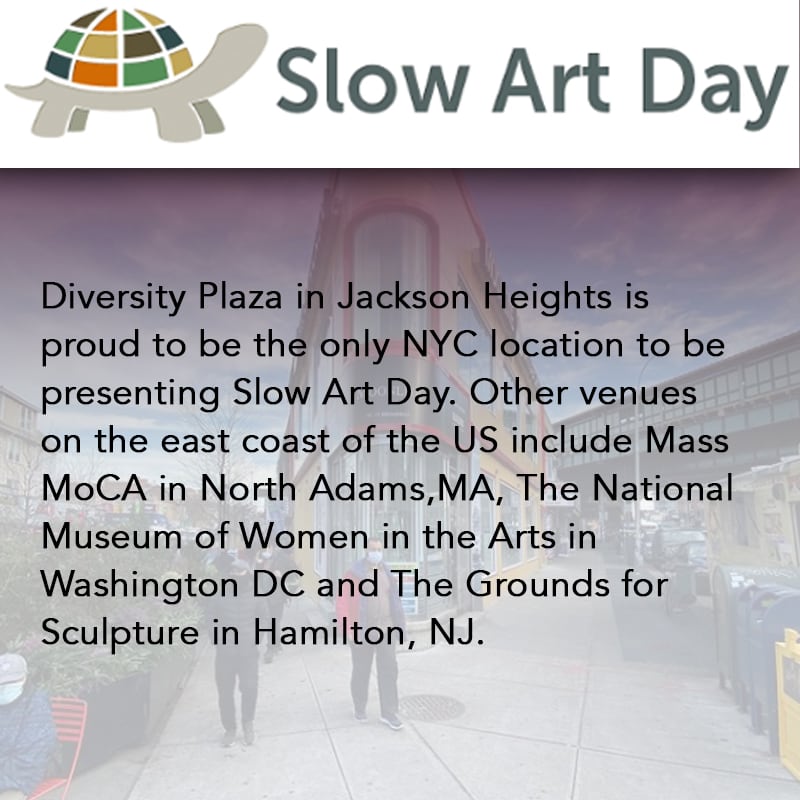 Slow Art Day
Diversity Plaza in Jackson Heights is
proud to be the only NYC location to be
presenting Slow Art Day. Other venues
on the east coast of the US include Mass
MoCA in North Adams,MA, The National
Museum of Women in the Arts in
Washington DC and The Grounds for
Sculpture in Hamilton, NJ.